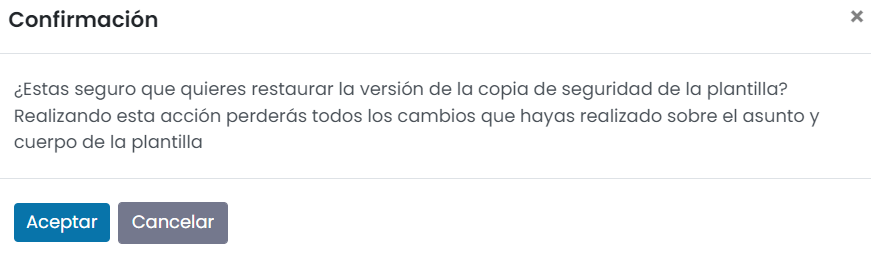 Confirmación
×
¿Estas seguro que quieres restaurar la versión de la copia de seguridad de la plantilla?
Realizando esta acción perderás todos los cambios que hayas realizado sobre el asunto y
cuerpo de la plantilla
Aceptar
Cancelar